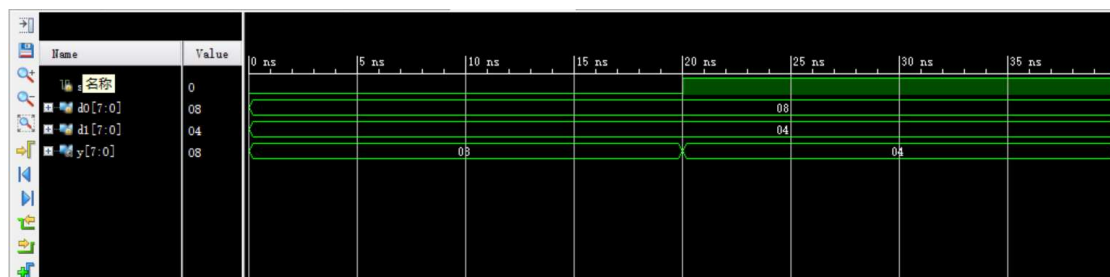 Name Value
0 ns 5 ns 10 ns 15 ns 20 ns 25 ns 30 ns 35 ns
s 名称 0
d0[7:0] 08 08
d1[7:0] 04 04
y[7:0] 08 08 04